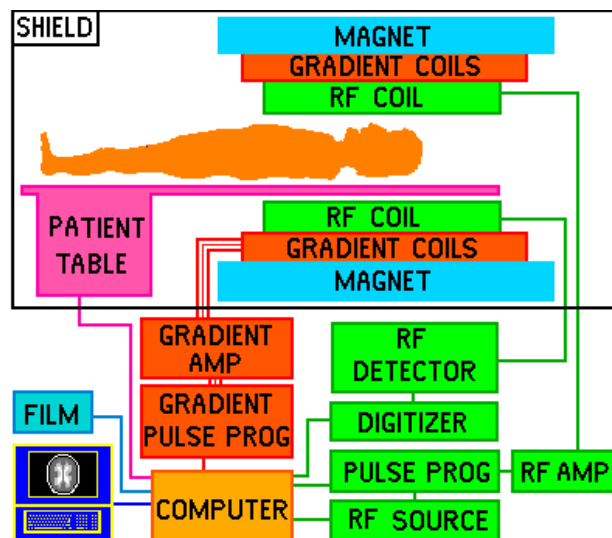 SHIELD
MAGNET
GRADIENT COILS
RF COIL
RF COIL
GRADIENT COILS
MAGNET
PATIENT
TABLE
GRADIENT
AMP
RF
DETECTOR
FILM
GRADIENT
PULSE PROG
DIGITIZER
PULSE PROG
RF AMP
COMPUTER
RF SOURCE